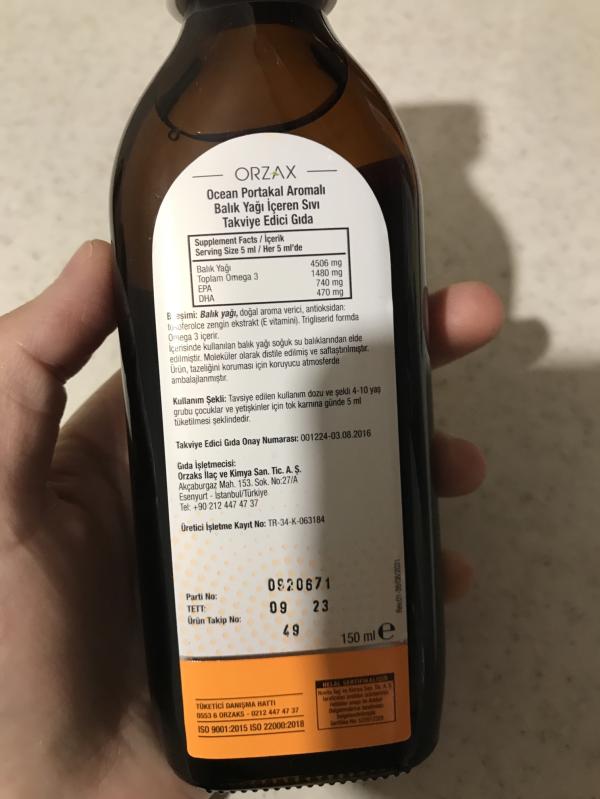 ORZAX
Ocean Portakal Aromalı
Balık Yağı İçeren Sıvı
Takviye Edici Gıda
Supplement Facts / İçerik
Serving Size 5 ml / Her 5 ml'de
Balık Yağı 4506 mg
Toplam Omega 3 1480 mg
EPA 740 mg
DHA 470 mg
Balık yağı, doğal aroma verici, antioksidan:
zengin ekstrakt (E vitamini). Trigliserid formda
Omega 3 içerir.
İçerisinde kullanılan balık yağı soğuk su balıklarından elde
edilmiştir. Moleküler olarak distile edilmiş ve saflaştırılmıştır.
Ürün, tazeliğini koruması için koruyucu atmosferde
ambalajlanmıştır.
Kullanım Şekli: Tavsiye edilen kullanım dozu ve şekli 4-10 yaş
grubu çocuklar ve yetişkinler için tok karnına günde 5 ml
tüketilmesi şeklindedir.
Takviye Edici Gıda Onay Numarası: 001224-03.08.2016
Gıda İşletmecisi:
Orzaks İlaç ve Kimya San. Tic. A. Ş.
Akçaburgaz Mah. 153. Sok. No:27/A
Esenyurt - İstanbul/Türkiye
Tel: +90 212 447 47 37
Üretici İşletme Kayıt No: TR-34-K-063184
Parti No: 0920671
TETT: 09 23
Ürün Takip No: 49
150 ml e
TÜKETİCİ DANIŞMA HATTI
0553 6 ORZAKS - 0212 447 47 37
ISO 9001:2015 ISO 22000:2018
HELAL SERTİFİKALIDIR